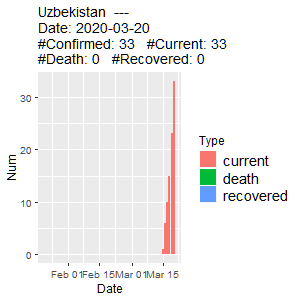 Uzbekistan  ---
Date: 2020-03-20
#Confirmed: 33   #Current: 33
#Death: 0   #Recovered: 0
Num
30
20
10
0
Feb 01
Feb 15
Mar 01
Mar 15
Date
Type
current
death
recovered